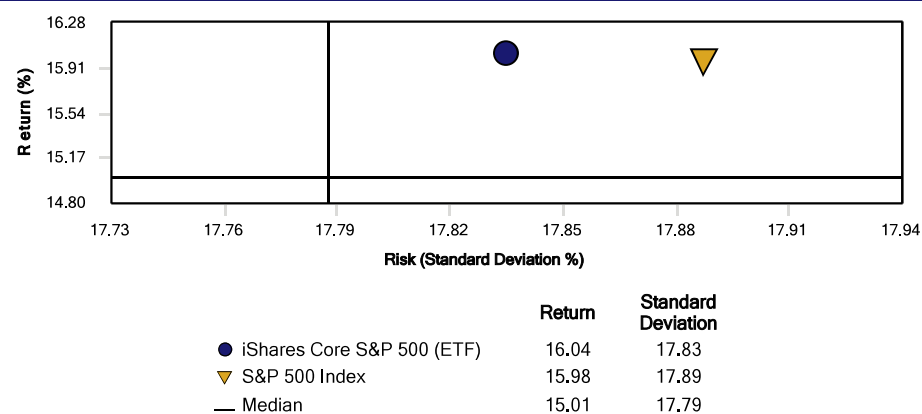 16.28
15.91
15.54
15.17
14.80
Return (%)
17.73 17.76 17.79 17.82 17.85 17.88 17.91 17.94
Risk (Standard Deviation %)
Return Standard Deviation
iShares Core S&P 500 (ETF) 16.04 17.83
S&P 500 Index 15.98 17.89
Median 15.01 17.79